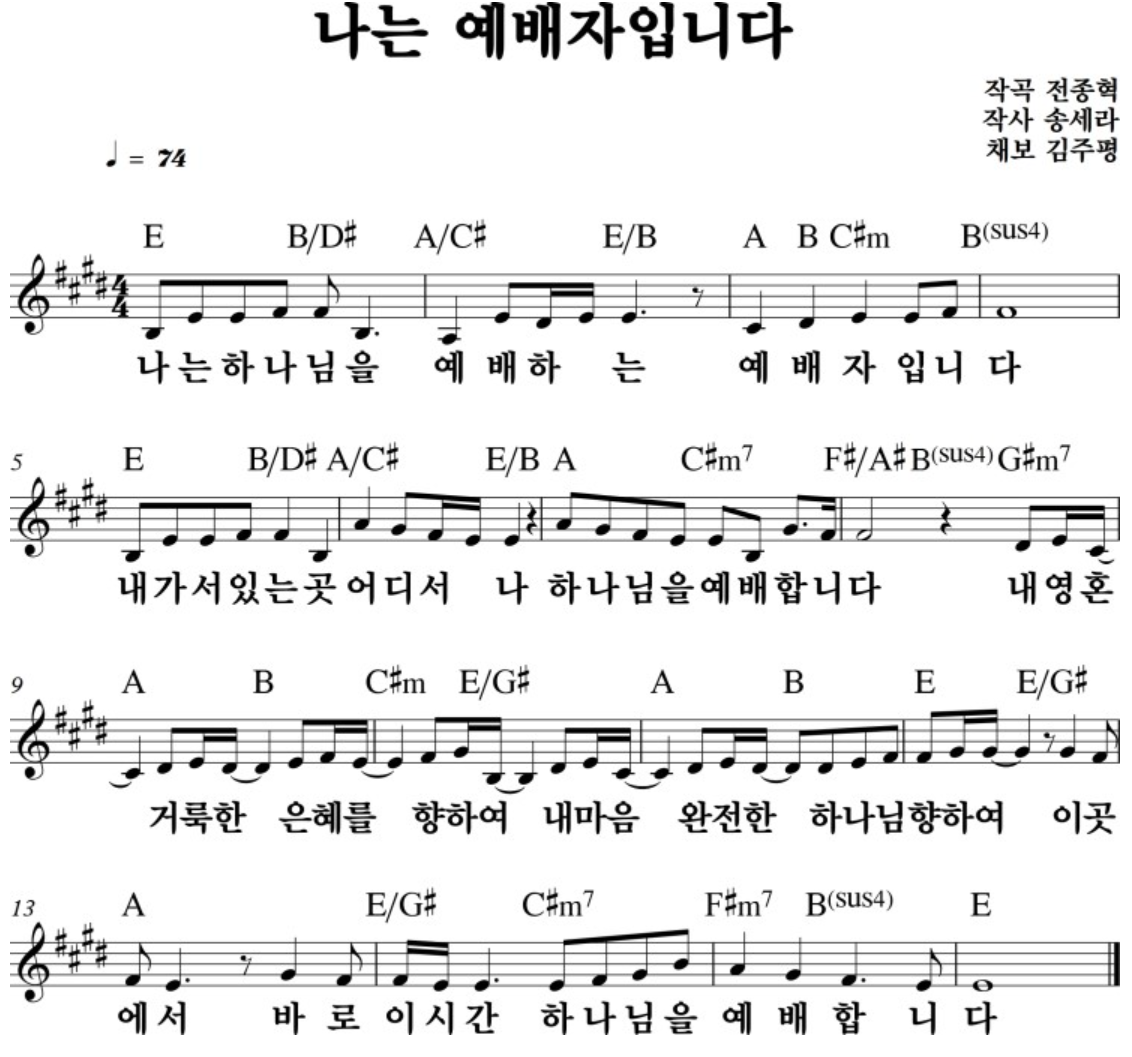 나는 예배자입니다
작곡 전종혁
작사 송세라
채보 김주평
♩ = 74
E B/D♯ A/C♯ E/B A B C♯m B(sus4)
4/4
나 는 하 나 님 을 예 배 하 는 예 배 자 입 니 다
5 E B/D♯ A/C♯ E/B A C♯m7 F♯/A♯ B(sus4) G♯m7
내 가 서 있 는 곳 어 디 서 나 하 나 님 을 예 배 합 니 다 내 영 혼
9 A B C♯m E/G♯ A B E E/G♯
거룩한 은혜를 향하여 내마음 완전한 하나님향하여 이곳
13 A E/G♯ C♯m7 F♯m7 B(sus4) E
에 서 바 로 이 시 간 하 나 님 을 예 배 합 니 다